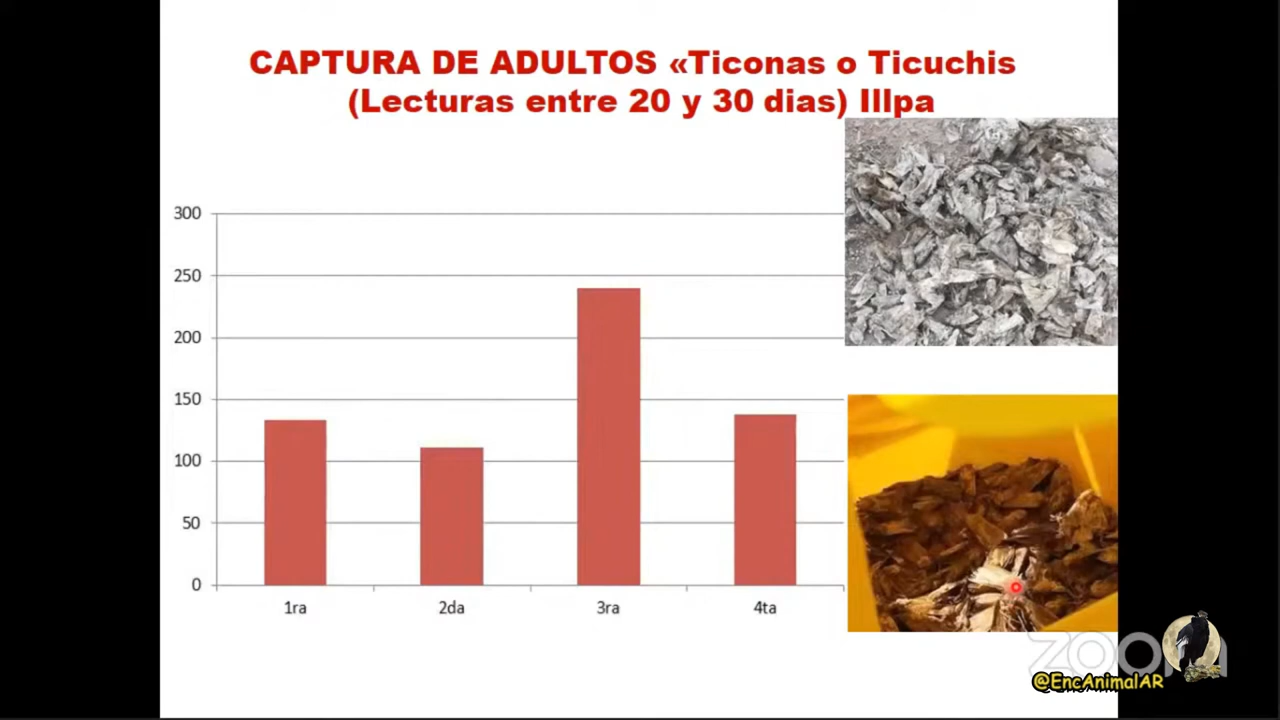 CAPTURA DE ADULTOS «Ticonas o Ticuchis
(Lecturas entre 20 y 30 dias) Illpa
300
250
200
150
100
50
0
1ra 2da 3ra 4ta
zoom
@EncAnimalAR